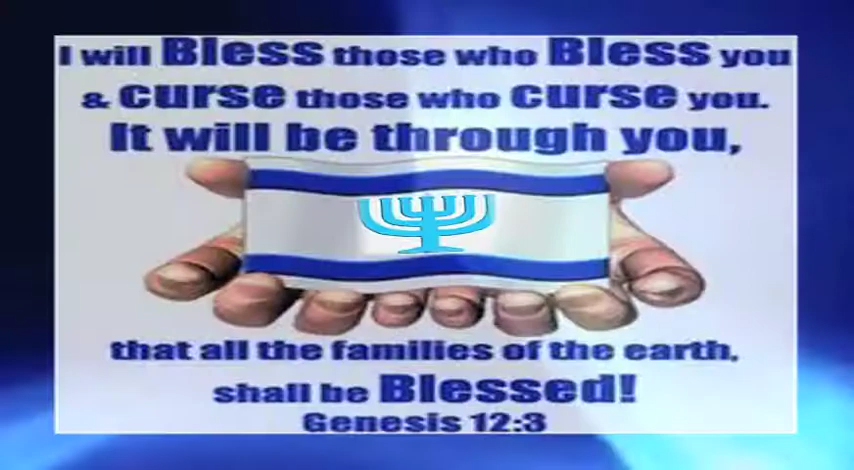 I will Bless those who Bless you
& curse those who curse you.
It will be through you,
that all the families of the earth,
shall be Blessed!
Genesis 12:3